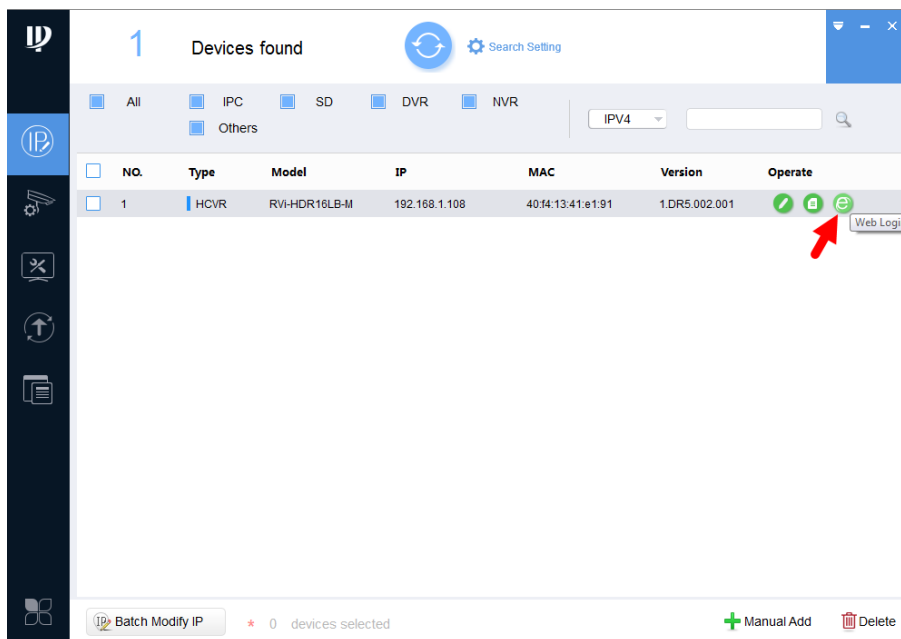 1 Devices found Search Setting
All IPC SD DVR NVR
Others
IPV4
NO. Type Model IP MAC Version Operate
1 HCVR RVi-HDR16LB-M 192.168.1.108 40:f4:13:41:e1:91 1.DR5.002.001
Web Logi
Batch Modify IP * 0 devices selected Manual Add Delete